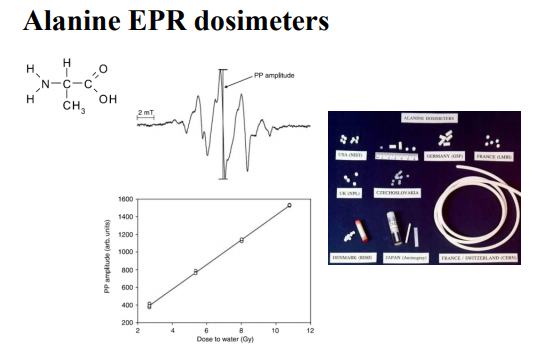 Alanine EPR dosimeters
H
H
O
N
C
C
H
OH
CH3
PP amplitude
2 mT
ALANINE DOSIMETERS
USA (NIST)
GERMANY (GSF)
FRANCE (LMRI)
UK (NPL)
CZECHOSLOVAKIA
DENMARK (RISØ)
JAPAN (Aminogray)
FRANCE / SWITZERLAND (CERN)
PP amplitude (arb. units)
1600
1400
1200
1000
800
600
400
200
2
4
6
8
10
12
Dose to water (Gy)